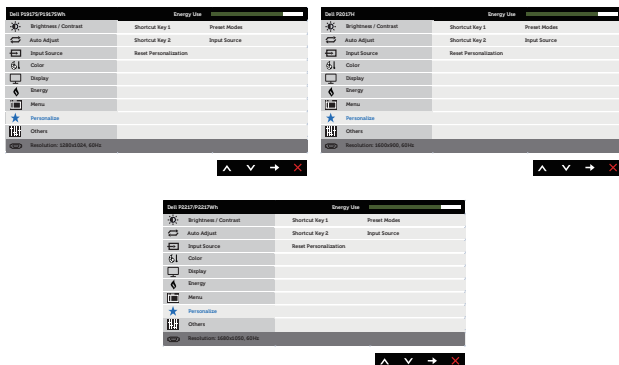 Dell P1917S/P1917SWh Energy Use
Brightness / Contrast Shortcut Key 1 Preset Modes
Auto Adjust Shortcut Key 2 Input Source
Input Source Reset Personalization
Color
Display
Energy
Menu
Personalize
Others
Resolution: 1280x1024, 60Hz
Dell P2017H Energy Use
Brightness / Contrast Shortcut Key 1 Preset Modes
Auto Adjust Shortcut Key 2 Input Source
Input Source Reset Personalization
Color
Display
Energy
Menu
Personalize
Others
Resolution: 1600x900, 60Hz
Dell P2217/P2217Wh Energy Use
Brightness / Contrast Shortcut Key 1 Preset Modes
Auto Adjust Shortcut Key 2 Input Source
Input Source Reset Personalization
Color
Display
Energy
Menu
Personalize
Others
Resolution: 1680x1050, 60Hz